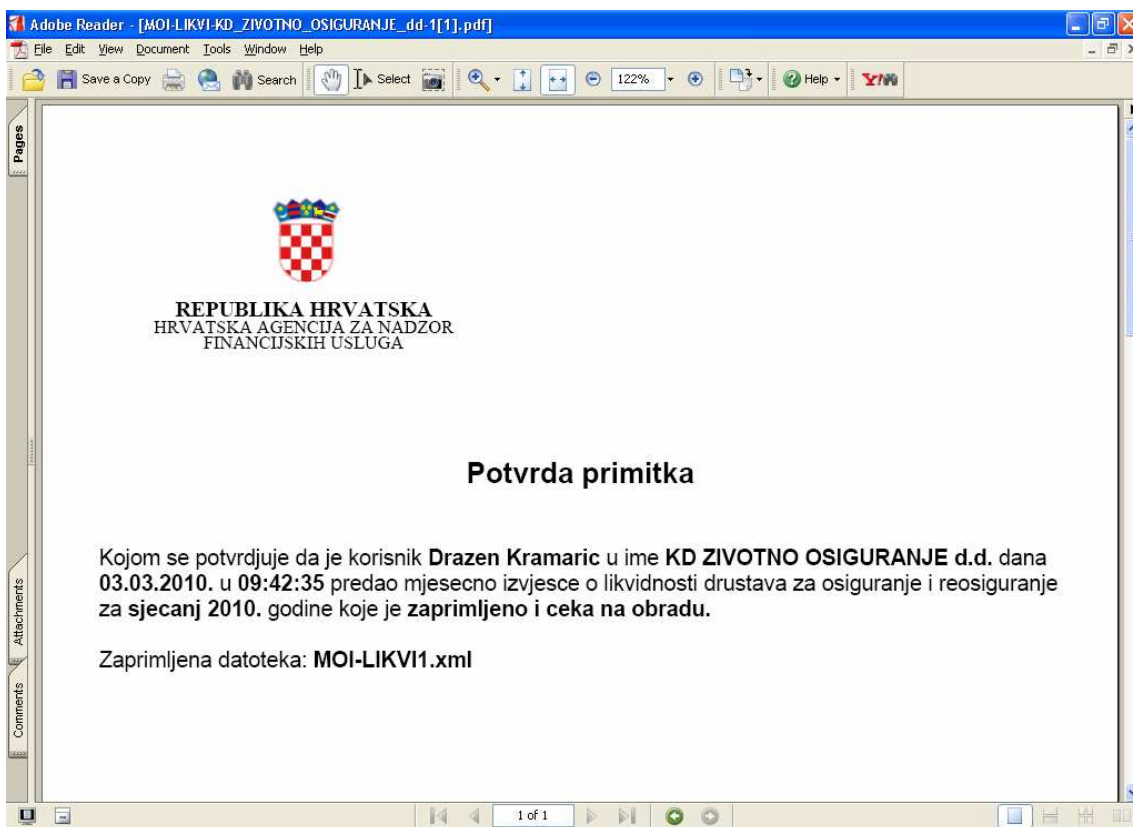 Adobe Reader - [MOI-LIKVI-KD_ZIVOTNO_OSIGURANJE_dd-1[1].pdf]
File Edit View Document Tools Window Help
Save a Copy Search Select 122% Help Y!
Pages
REPUBLIKA HRVATSKA
HRVATSKA AGENCIJA ZA NADZOR
FINANCIJSKIH USLUGA
Potvrda primitka
Kojom se potvrdjuje da je korisnik Drazen Kramaric u ime KD ZIVOTNO OSIGURANJE d.d. dana
03.03.2010. u 09:42:35 predao mjesecno izvjesce o likvidnosti drustava za osiguranje i reosiguranje
za sjecanj 2010. godine koje je zaprimljeno i ceka na obradu.
Zaprimljena datoteka: MOI-LIKVI1.xml
Attachments
Comments
1 of 1